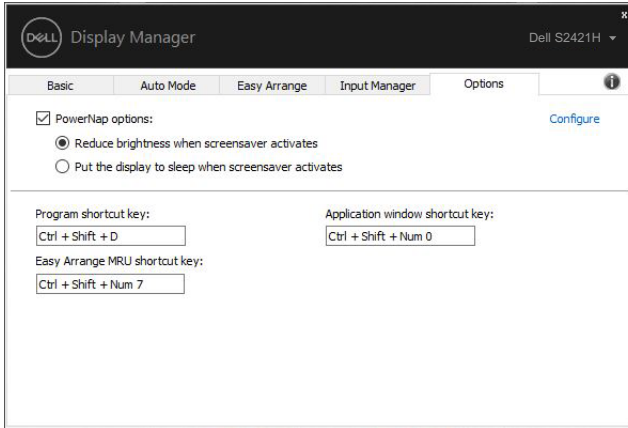 DELL Display Manager
x
Dell S2421H
Basic Auto Mode Easy Arrange Input Manager Options
i
PowerNap options: Configure
Reduce brightness when screensaver activates
Put the display to sleep when screensaver activates
Program shortcut key: Application window shortcut key:
Ctrl + Shift + D Ctrl + Shift + Num 0
Easy Arrange MRU shortcut key:
Ctrl + Shift + Num 7